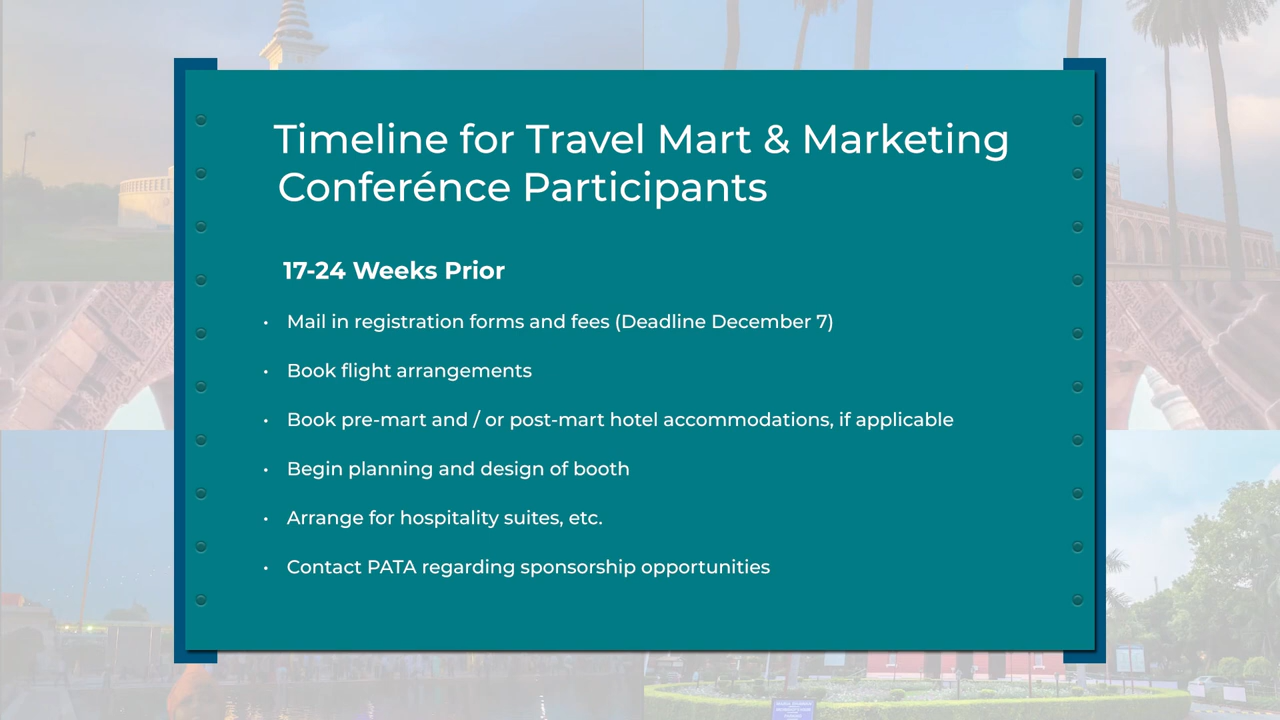 Timeline for Travel Mart & Marketing
Conferénce Participants
17-24 Weeks Prior
• Mail in registration forms and fees (Deadline December 7)
• Book flight arrangements
• Book pre-mart and / or post-mart hotel accommodations, if applicable
• Begin planning and design of booth
• Arrange for hospitality suites, etc.
• Contact PATA regarding sponsorship opportunities